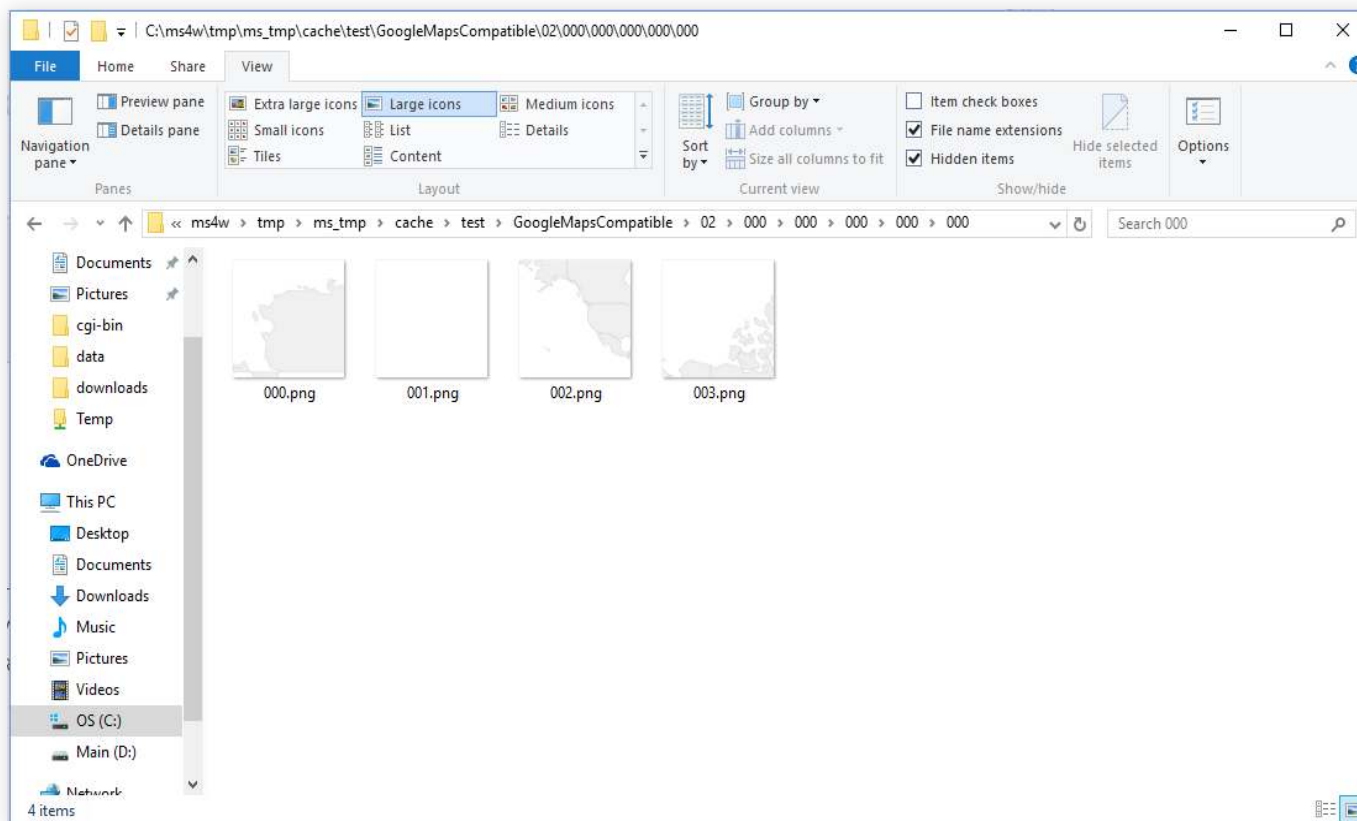 C:\ms4w\tmp\ms_tmp\cache\test\GoogleMapsCompatible\02\000\000\000\000\000
File Home Share View
Navigation pane
Preview pane
Details pane
Panes
Extra large icons Large icons Medium icons
Small icons List Details
Tiles Content
Layout
Sort by
Group by
Add columns
Size all columns to fit
Current view
Item check boxes
File name extensions
Hidden items
Hide selected items
Show/hide
Options
« ms4w > tmp > ms_tmp > cache > test > GoogleMapsCompatible > 02 > 000 > 000 > 000 > 000 > 000
Search 000
Documents
Pictures
cgi-bin
data
downloads
Temp
OneDrive
This PC
Desktop
Documents
Downloads
Music
Pictures
Videos
OS (C:)
Main (D:)
Network
000.png 001.png 002.png 003.png
4 items